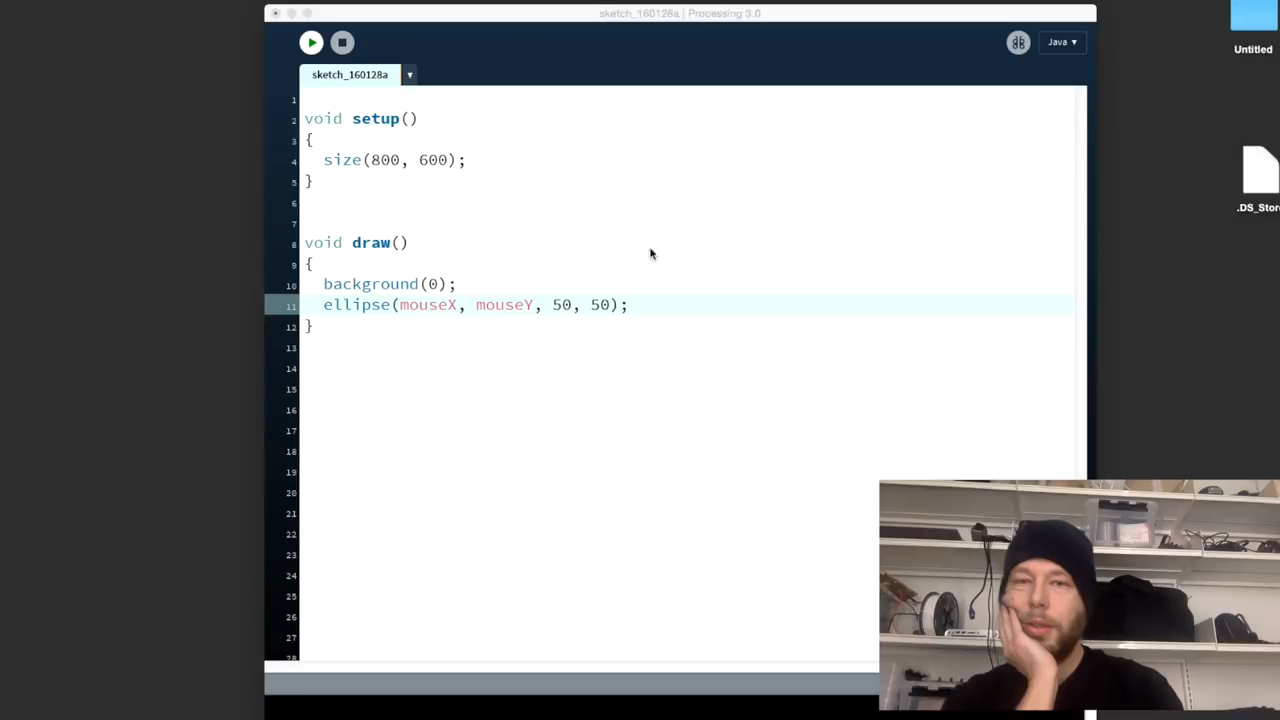 sketch_160128a | Processing 3.0
Untitled
Java ▾
sketch_160128a
.DS_Stor
1
2 void setup()
3 {
4 size(800, 600);
5 }
6
7
8 void draw()
9 {
10 background(0);
11 ellipse(mouseX, mouseY, 50, 50);
12 }
13
14
15
16
17
18
19
20
21
22
23
24
25
26
27
28